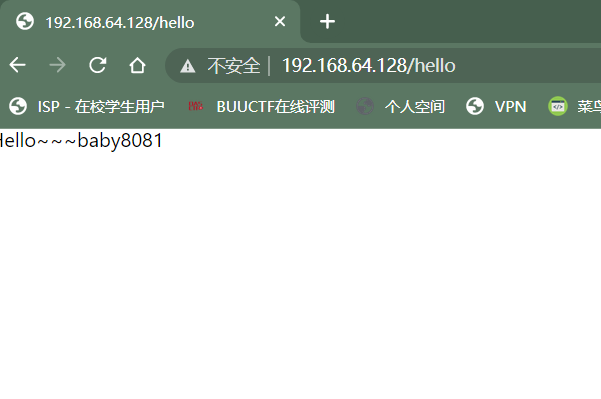 192.168.64.128/hello
不安全 192.168.64.128/hello
ISP - 在校学生用户 BUUCTF在线评测 个人空间 VPN 菜鸟
Hello~~~baby8081